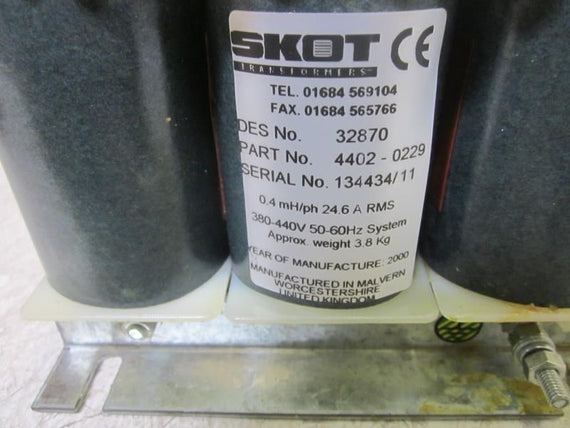 SKOT CE
TRANSFORMERS
TEL. 01684 569104
FAX. 01684 565766
DES No. 32870
PART No. 4402 - 0229
SERIAL No. 134434/11
0.4 mH/ph 24.6 A RMS
380-440V 50-60Hz System
Approx. weight 3.8 Kg
YEAR OF MANUFACTURE: 2000
MANUFACTURED IN MALVERN
WORCESTERSHIRE
UNITED KINGDOM